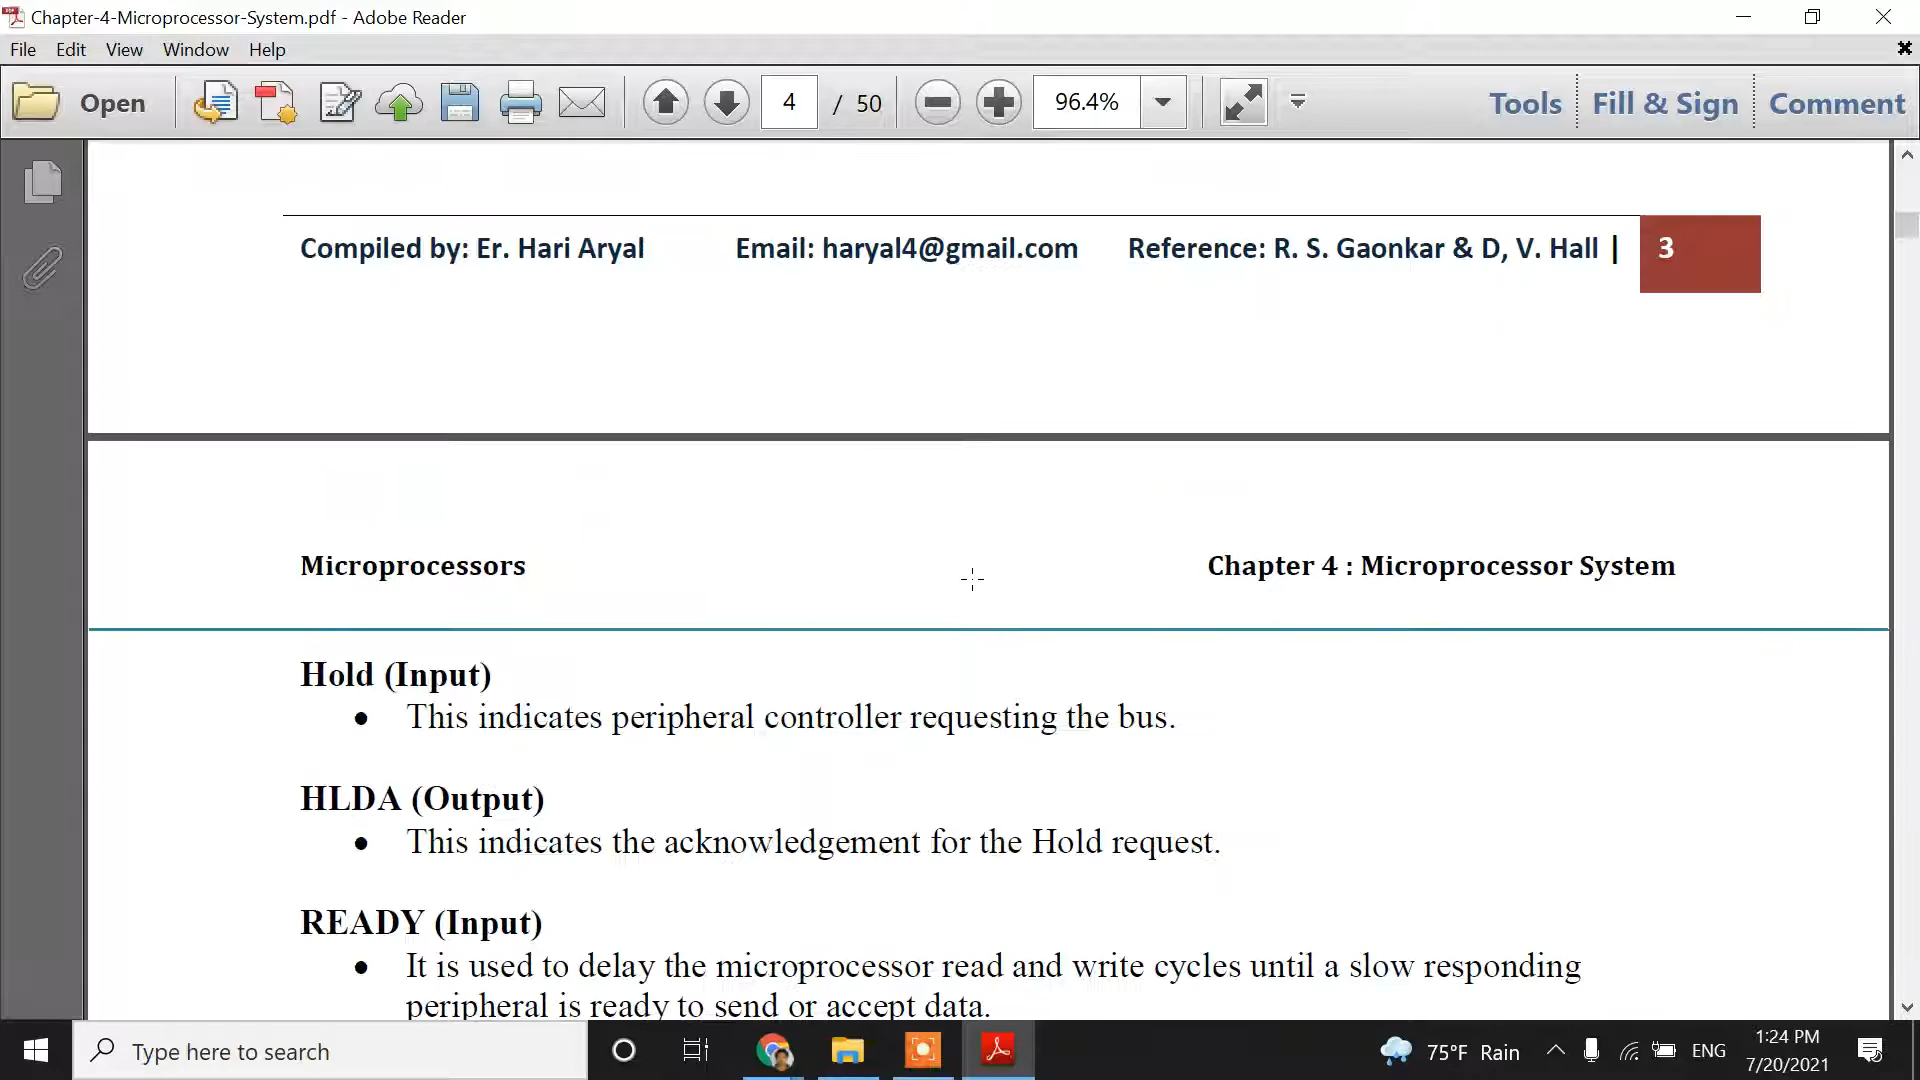 Chapter-4-Microprocessor-System.pdf - Adobe Reader
File Edit View Window Help
Open 4 / 50 96.4% Tools Fill & Sign Comment
Compiled by: Er. Hari Aryal Email: haryal4@gmail.com Reference: R. S. Gaonkar & D, V. Hall | 3
Microprocessors Chapter 4 : Microprocessor System
Hold (Input)
• This indicates peripheral controller requesting the bus.
HLDA (Output)
• This indicates the acknowledgement for the Hold request.
READY (Input)
• It is used to delay the microprocessor read and write cycles until a slow responding
peripheral is ready to send or accept data.
Type here to search 75°F Rain ENG 1:24 PM
7/20/2021